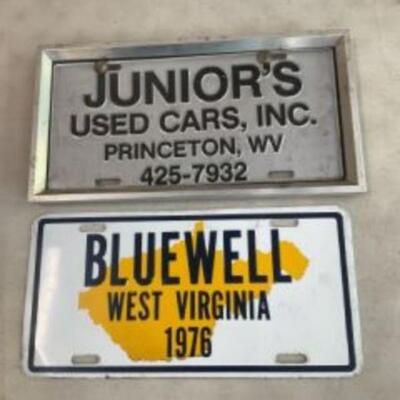 JUNIOR'S
USED CARS, INC.
PRINCETON, WV
425-7932
BLUEWELL
WEST VIRGINIA
1976